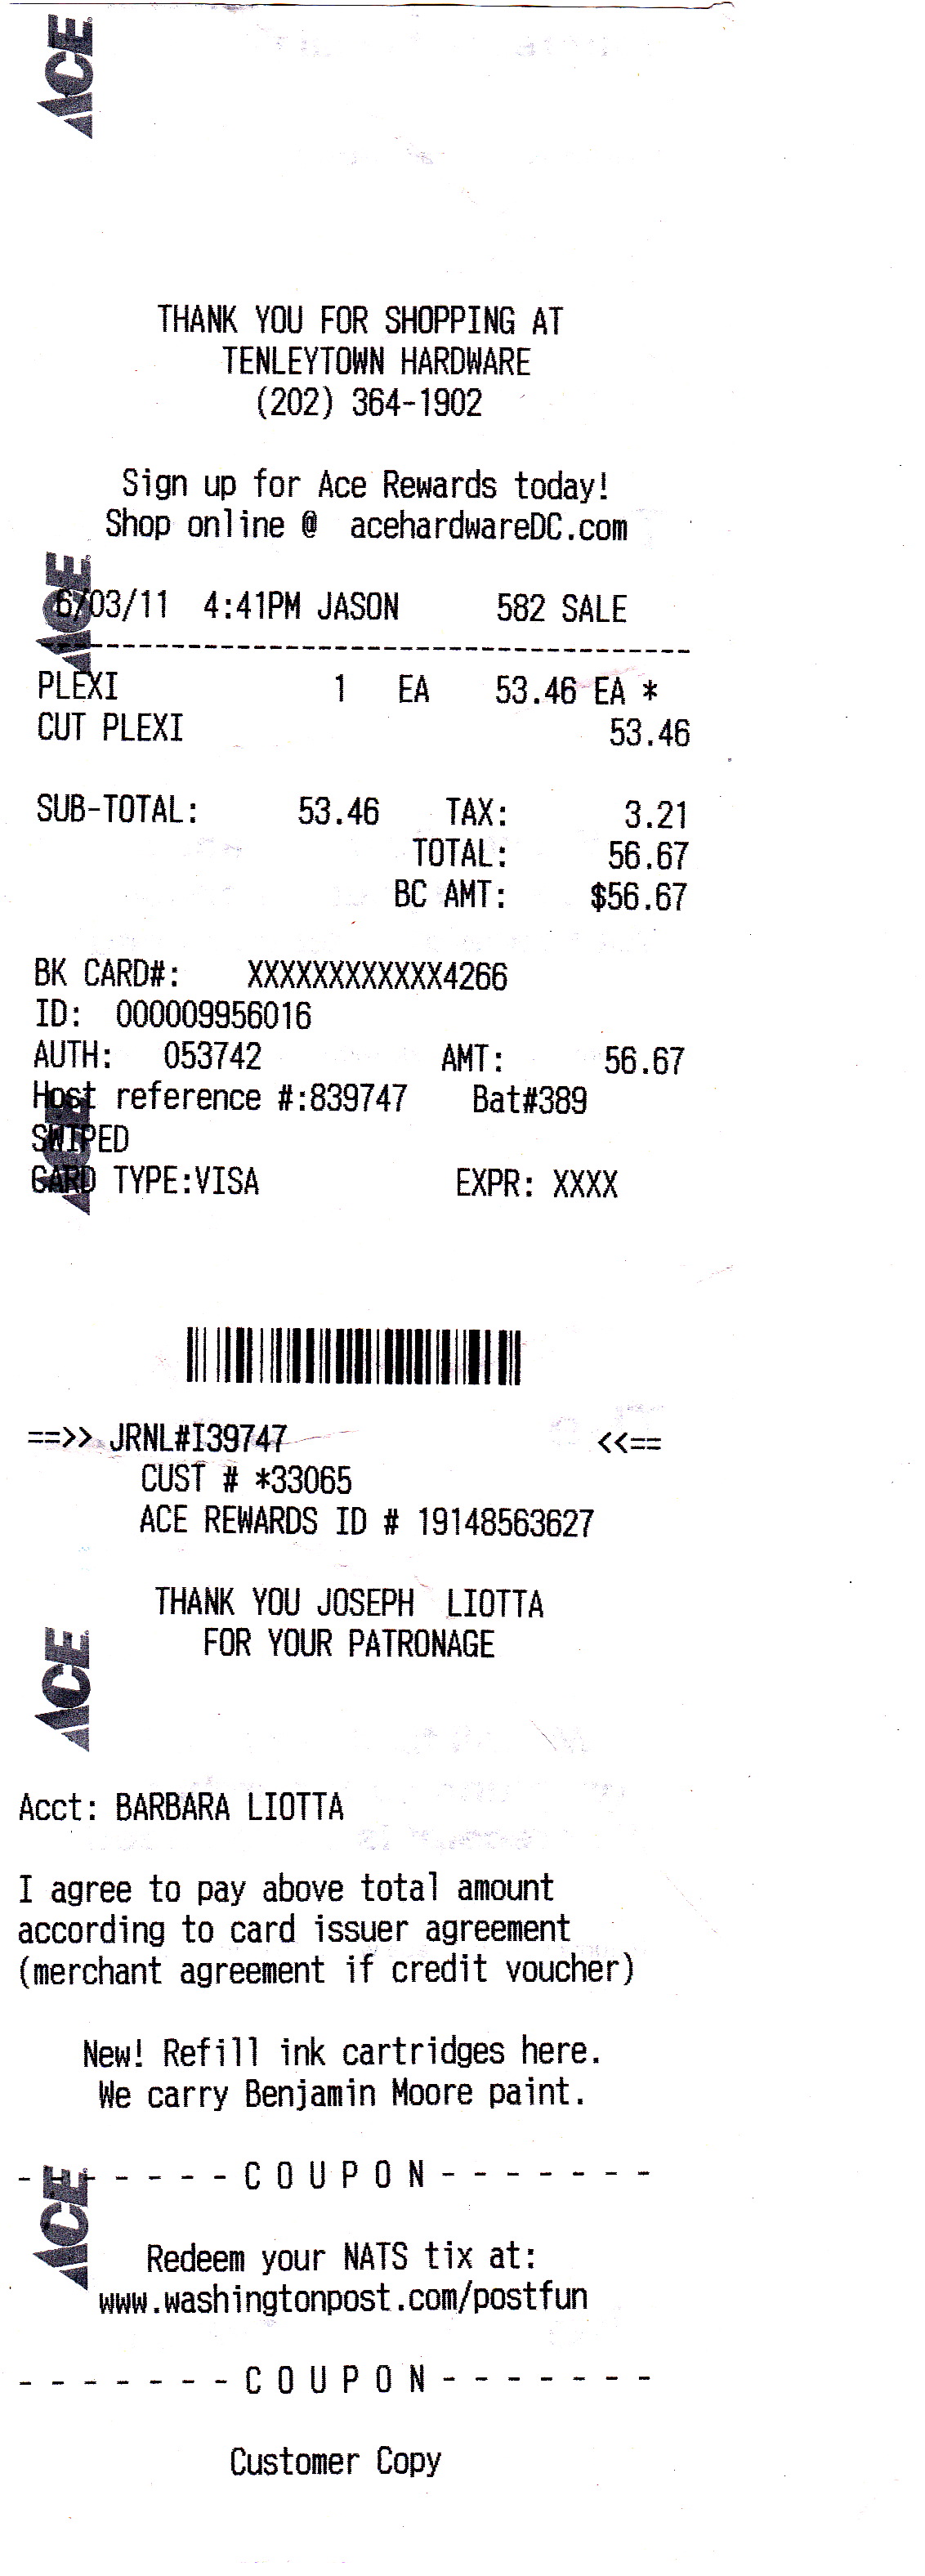 ACE
THANK YOU FOR SHOPPING AT
TENLEYTOWN HARDWARE
(202) 364-1902
Sign up for Ace Rewards today!
Shop online @ acehardwareDC.com
ACE
6/03/11 4:41PM JASON 582 SALE
-----------------------------------------
PLEXI 1 EA 53.46 EA *
CUT PLEXI 53.46
SUB-TOTAL: 53.46 TAX: 3.21
TOTAL: 56.67
BC AMT: $56.67
BK CARD#: XXXXXXXXXXXX4266
ID: 000009956016
AUTH: 053742 AMT: 56.67
Host reference #:839747 Bat#389
ACE
SWIPED
CARD TYPE:VISA EXPR: XXXX
==>> JRNL#I39747 <<==
CUST # *33065
ACE REWARDS ID # 19148563627
THANK YOU JOSEPH LIOTTA
FOR YOUR PATRONAGE
ACE
Acct: BARBARA LIOTTA
I agree to pay above total amount
according to card issuer agreement
(merchant agreement if credit voucher)
New! Refill ink cartridges here.
We carry Benjamin Moore paint.
- - - - - - - C O U P O N - - - - - - -
ACE
Redeem your NATS tix at:
www.washingtonpost.com/postfun
- - - - - - - C O U P O N - - - - - - -
Customer Copy